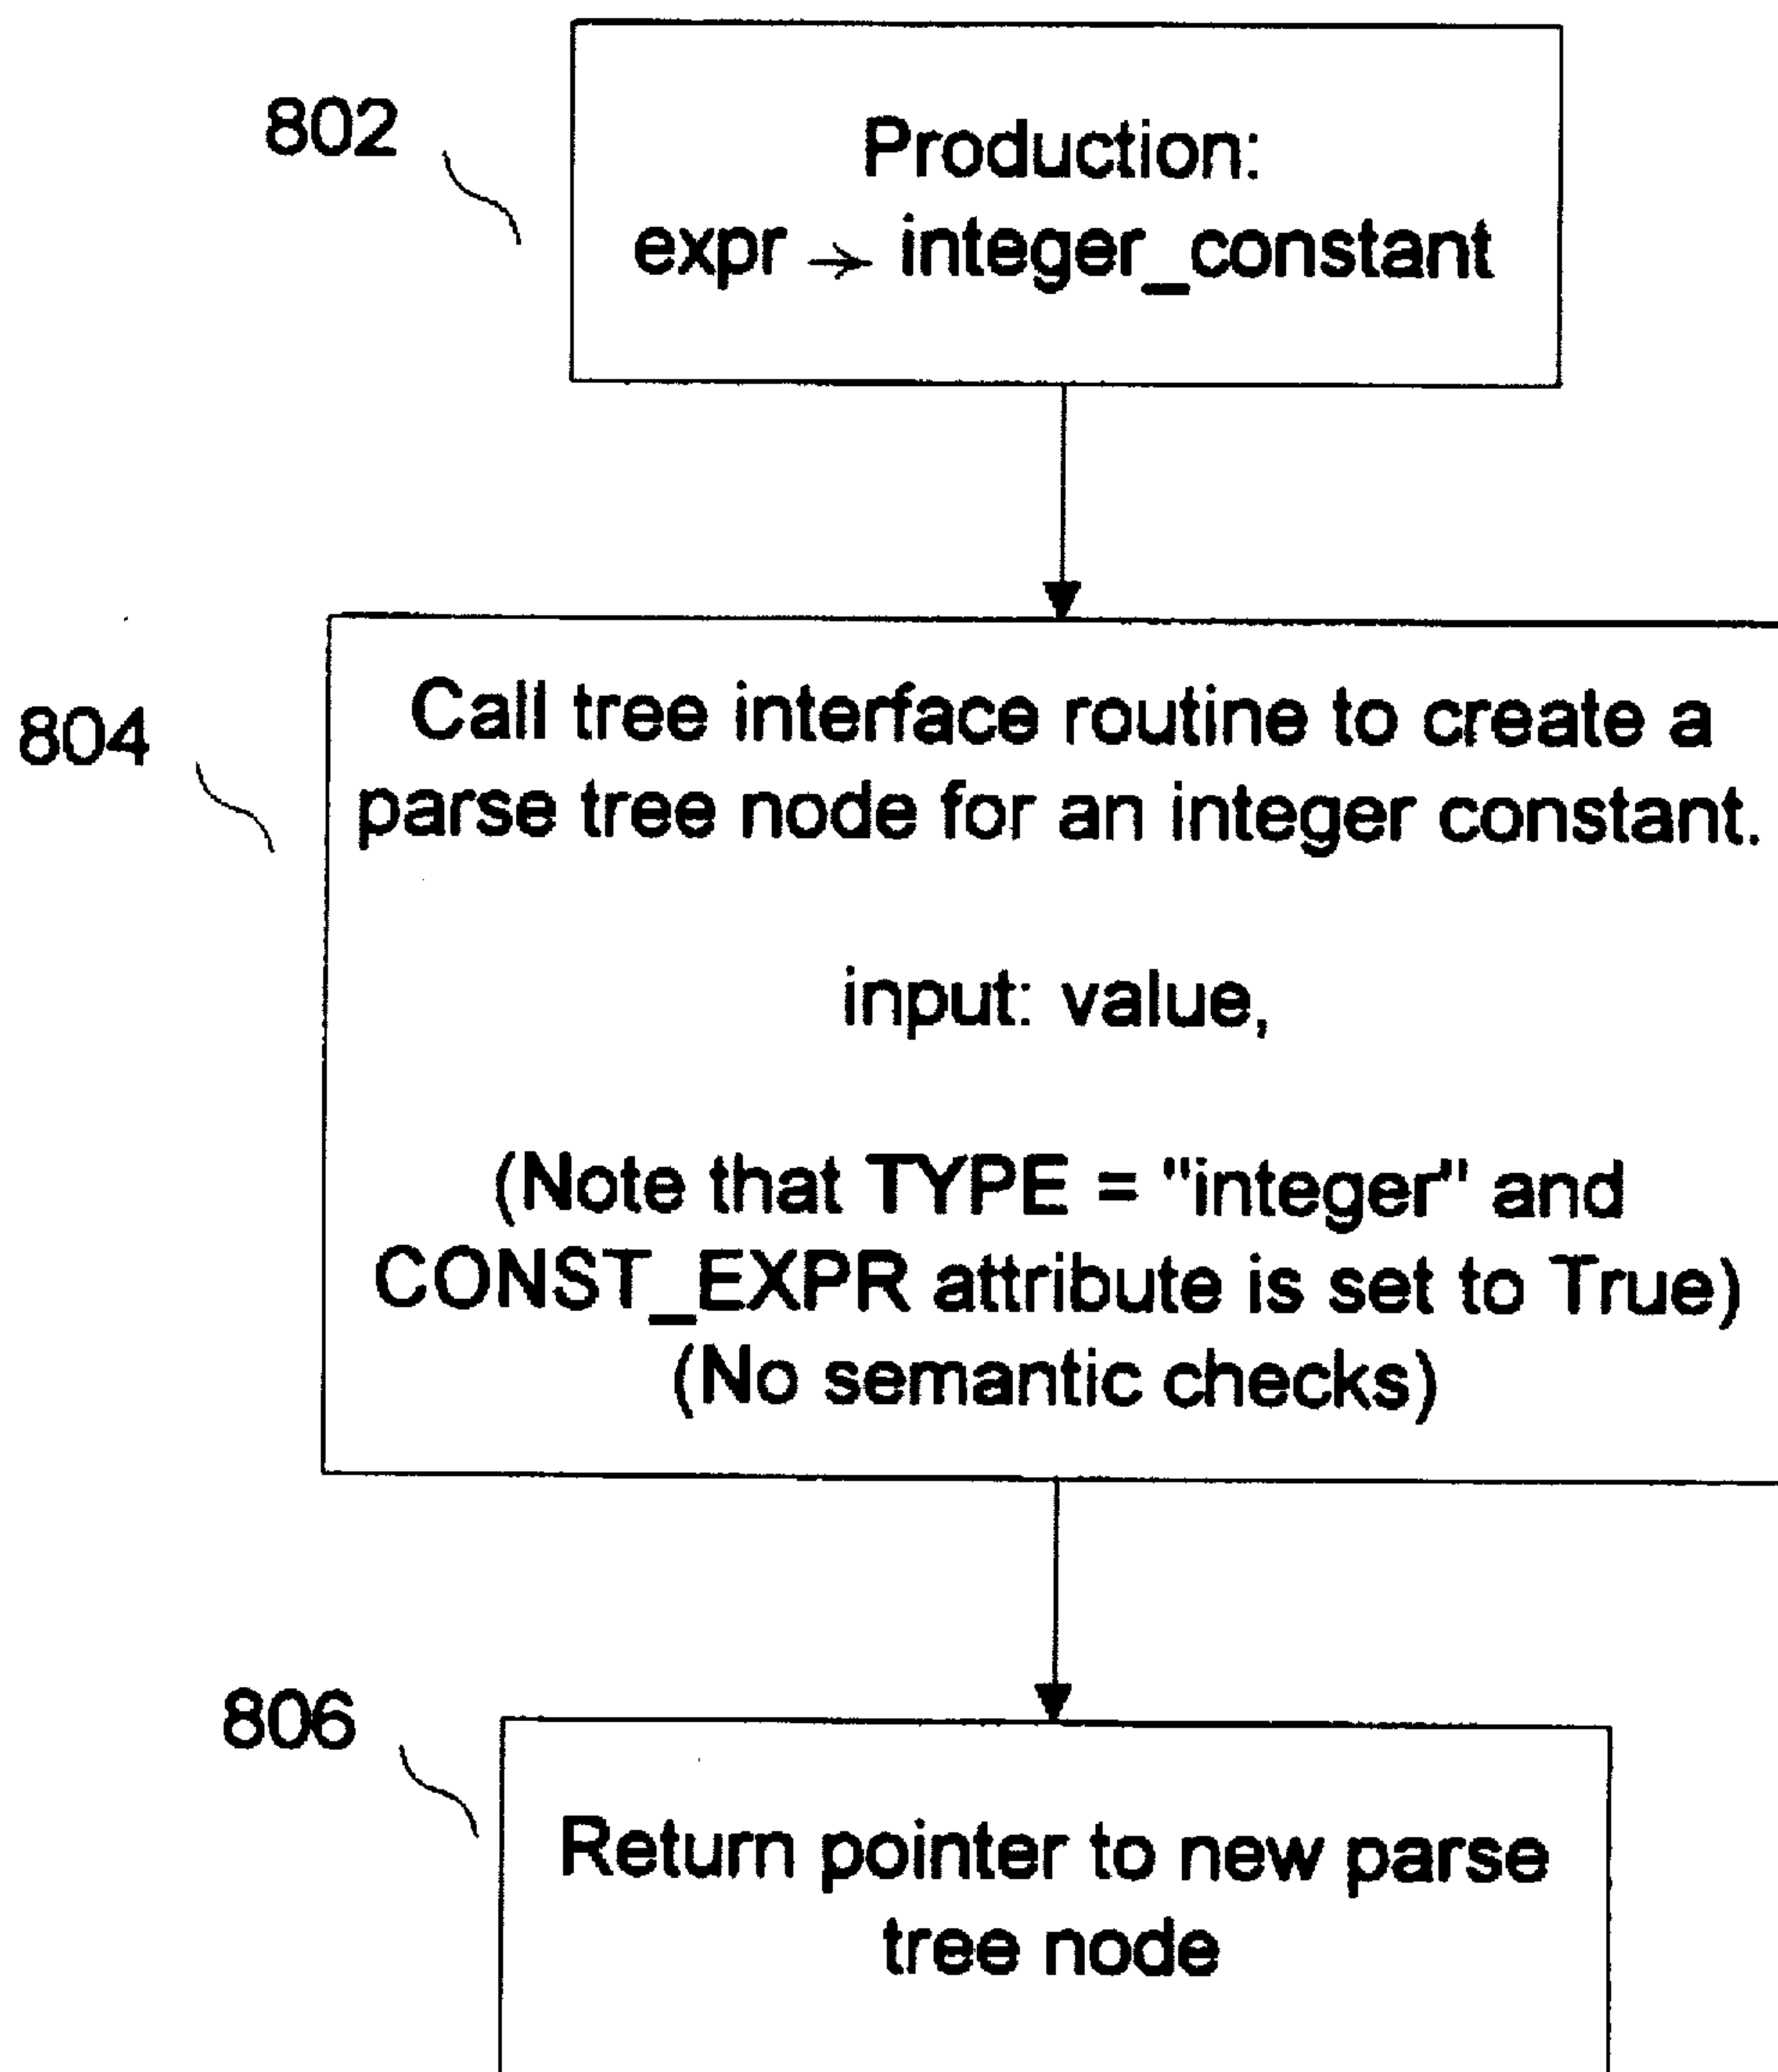 802
Production:
expr → integer_constant
804
Call tree interface routine to create a
parse tree node for an integer constant.
input: value,
(Note that TYPE = "integer" and
CONST_EXPR attribute is set to True)
(No semantic checks)
806
Return pointer to new parse
tree node